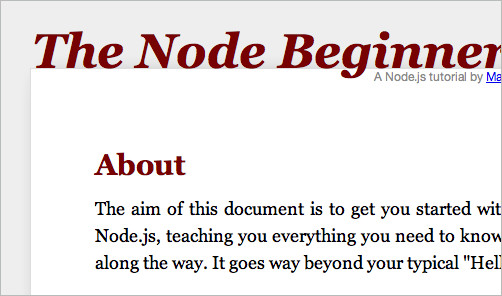 The Node Beginner
A Node.js tutorial by Ma
About
The aim of this document is to get you started wit
Node.js, teaching you everything you need to know
along the way. It goes way beyond your typical "Hell